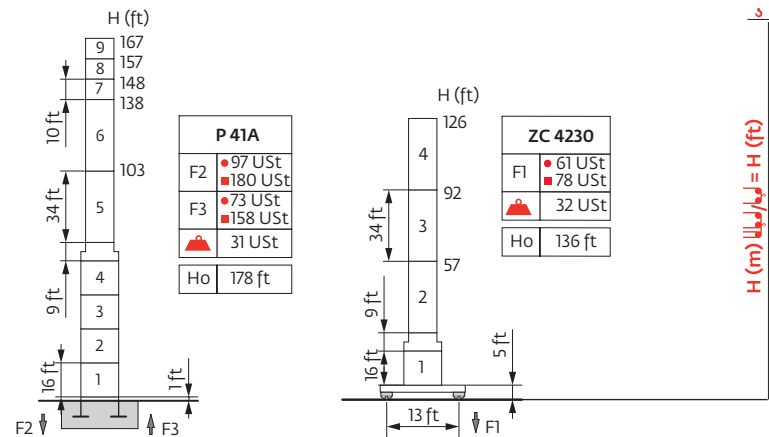 H (ft)
9
167
8
157
7
148
138
10 ft
6
103
34 ft
5
9 ft
4
3
2
16 ft
1
1 ft
F2
F3
P 41A
F2
97 USt
180 USt
F3
73 USt
158 USt
31 USt
Ho
178 ft
H (ft)
126
4
92
34 ft
3
57
2
9 ft
16 ft
1
5 ft
13 ft
F1
ZC 4230
F1
61 USt
78 USt
32 USt
Ho
136 ft
H (m)
= H (ft)